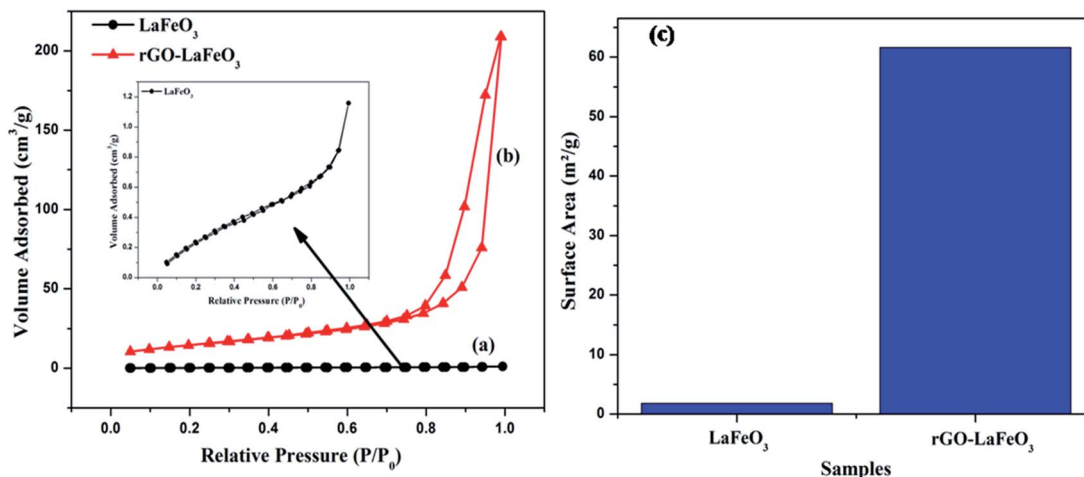 LaFeO₃
rGO-LaFeO₃
Volume Adsorbed (cm³/g)
200
150
100
50
0
0.0 0.2 0.4 0.6 0.8 1.0
Relative Pressure (P/P₀)
(a)
(b)
LaFeO₃
Volume Adsorbed (cm³/g)
1.2
1.0
0.8
0.6
0.4
0.2
0.0
0.0 0.2 0.4 0.6 0.8 1.0
Relative Pressure (P/P₀)
(c)
Surface Area (m²/g)
60
50
40
30
20
10
0
LaFeO₃ rGO-LaFeO₃
Samples